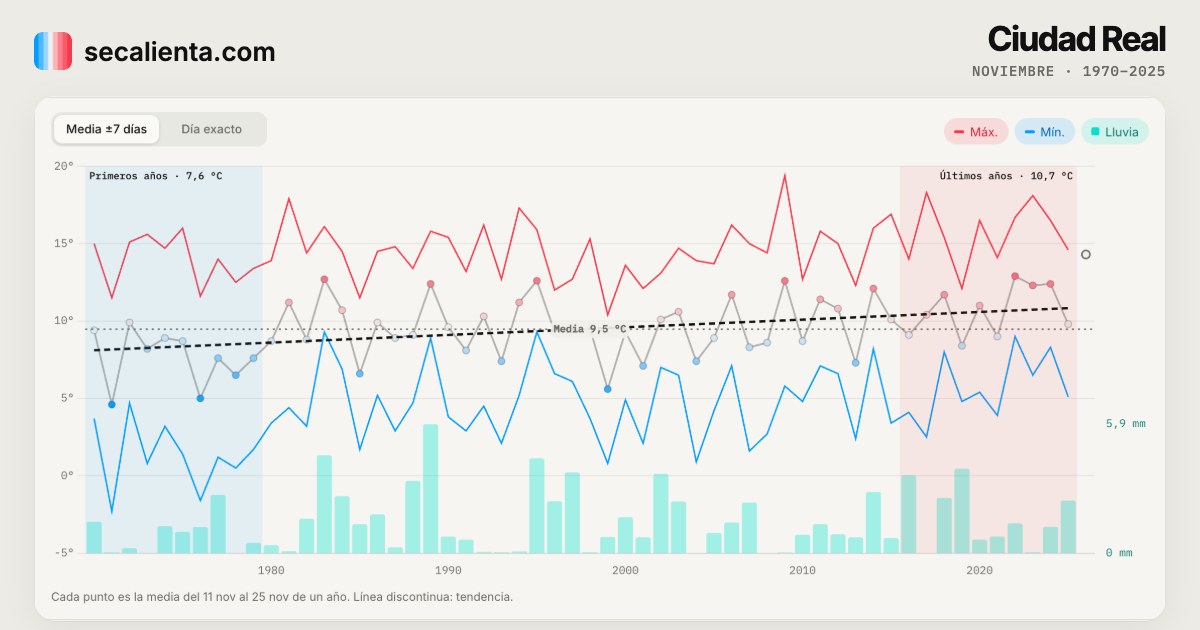 secalienta.com
Ciudad Real
NOVIEMBRE · 1970–2025
Media ±7 días
Día exacto
Máx.
Mín.
Lluvia
20°
Primeros años · 7,6 °C
Últimos años · 10,7 °C
15°
10°
Media 9,5 °C
5°
5,9 mm
0°
-5°
0 mm
1980
1990
2000
2010
2020
Cada punto es la media del 11 nov al 25 nov de un año. Línea discontinua: tendencia.